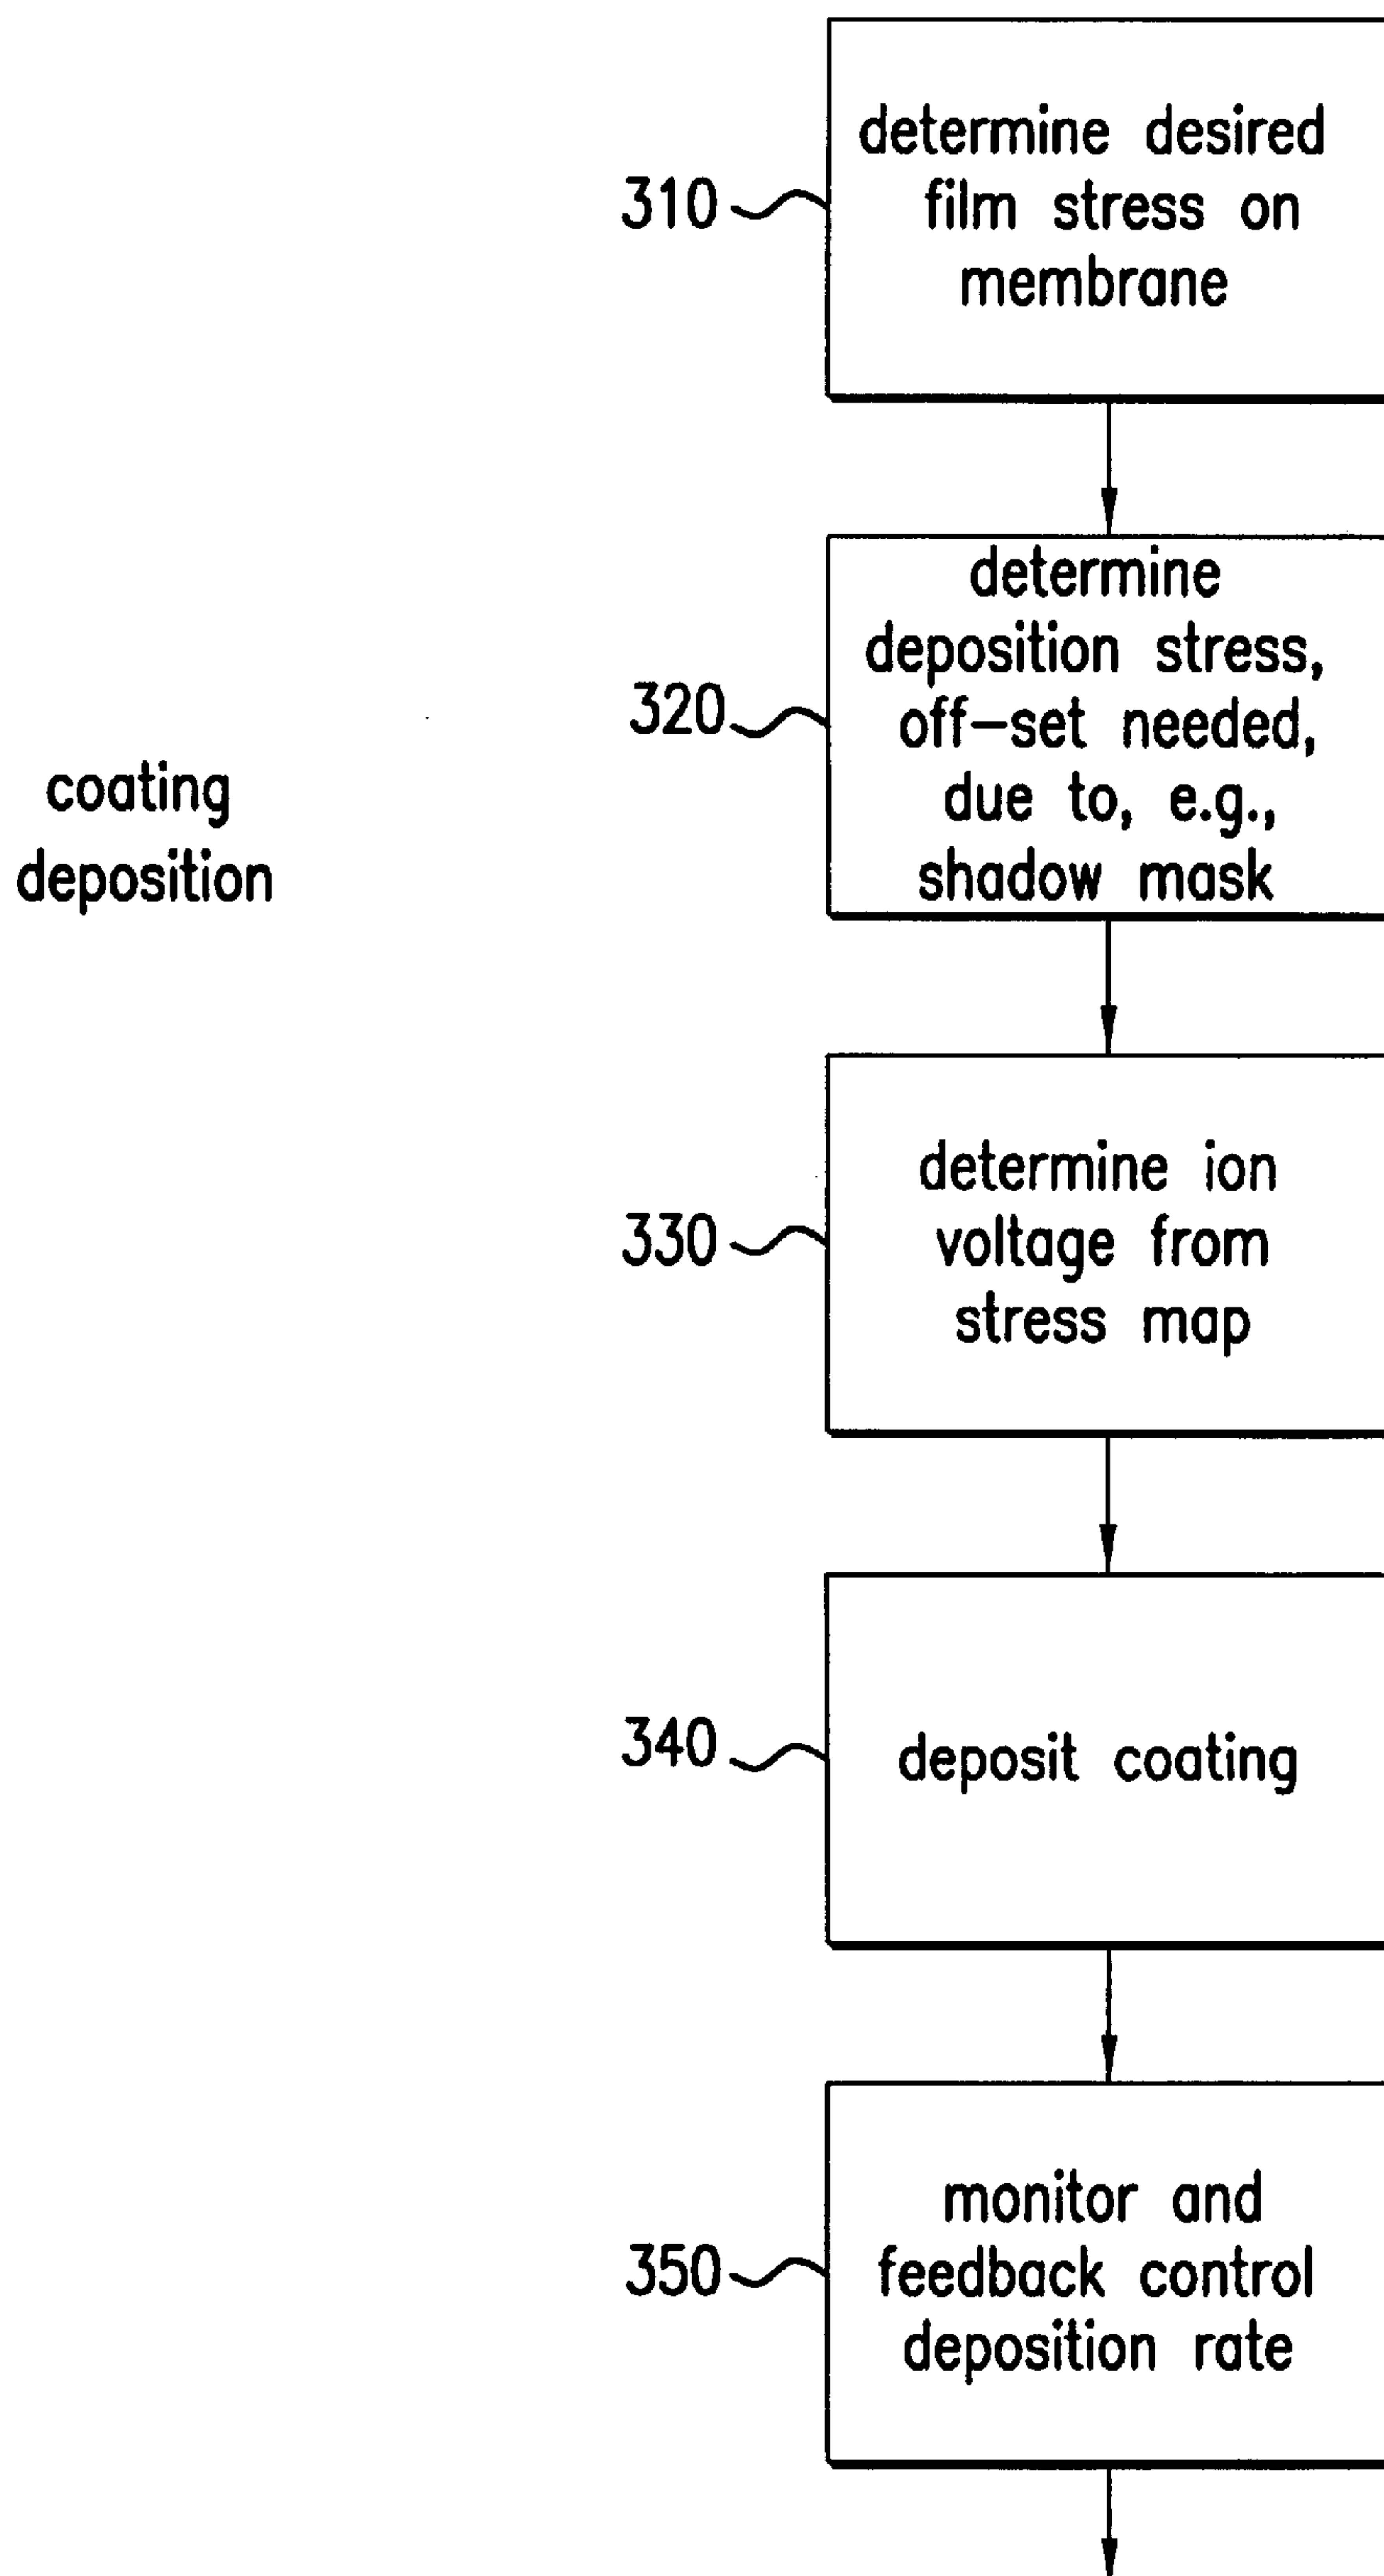 310
determine desired
film stress on
membrane
320
determine
deposition stress,
off-set needed,
due to, e.g.,
shadow mask
coating
deposition
330
determine ion
voltage from
stress map
340
deposit coating
350
monitor and
feedback control
deposition rate